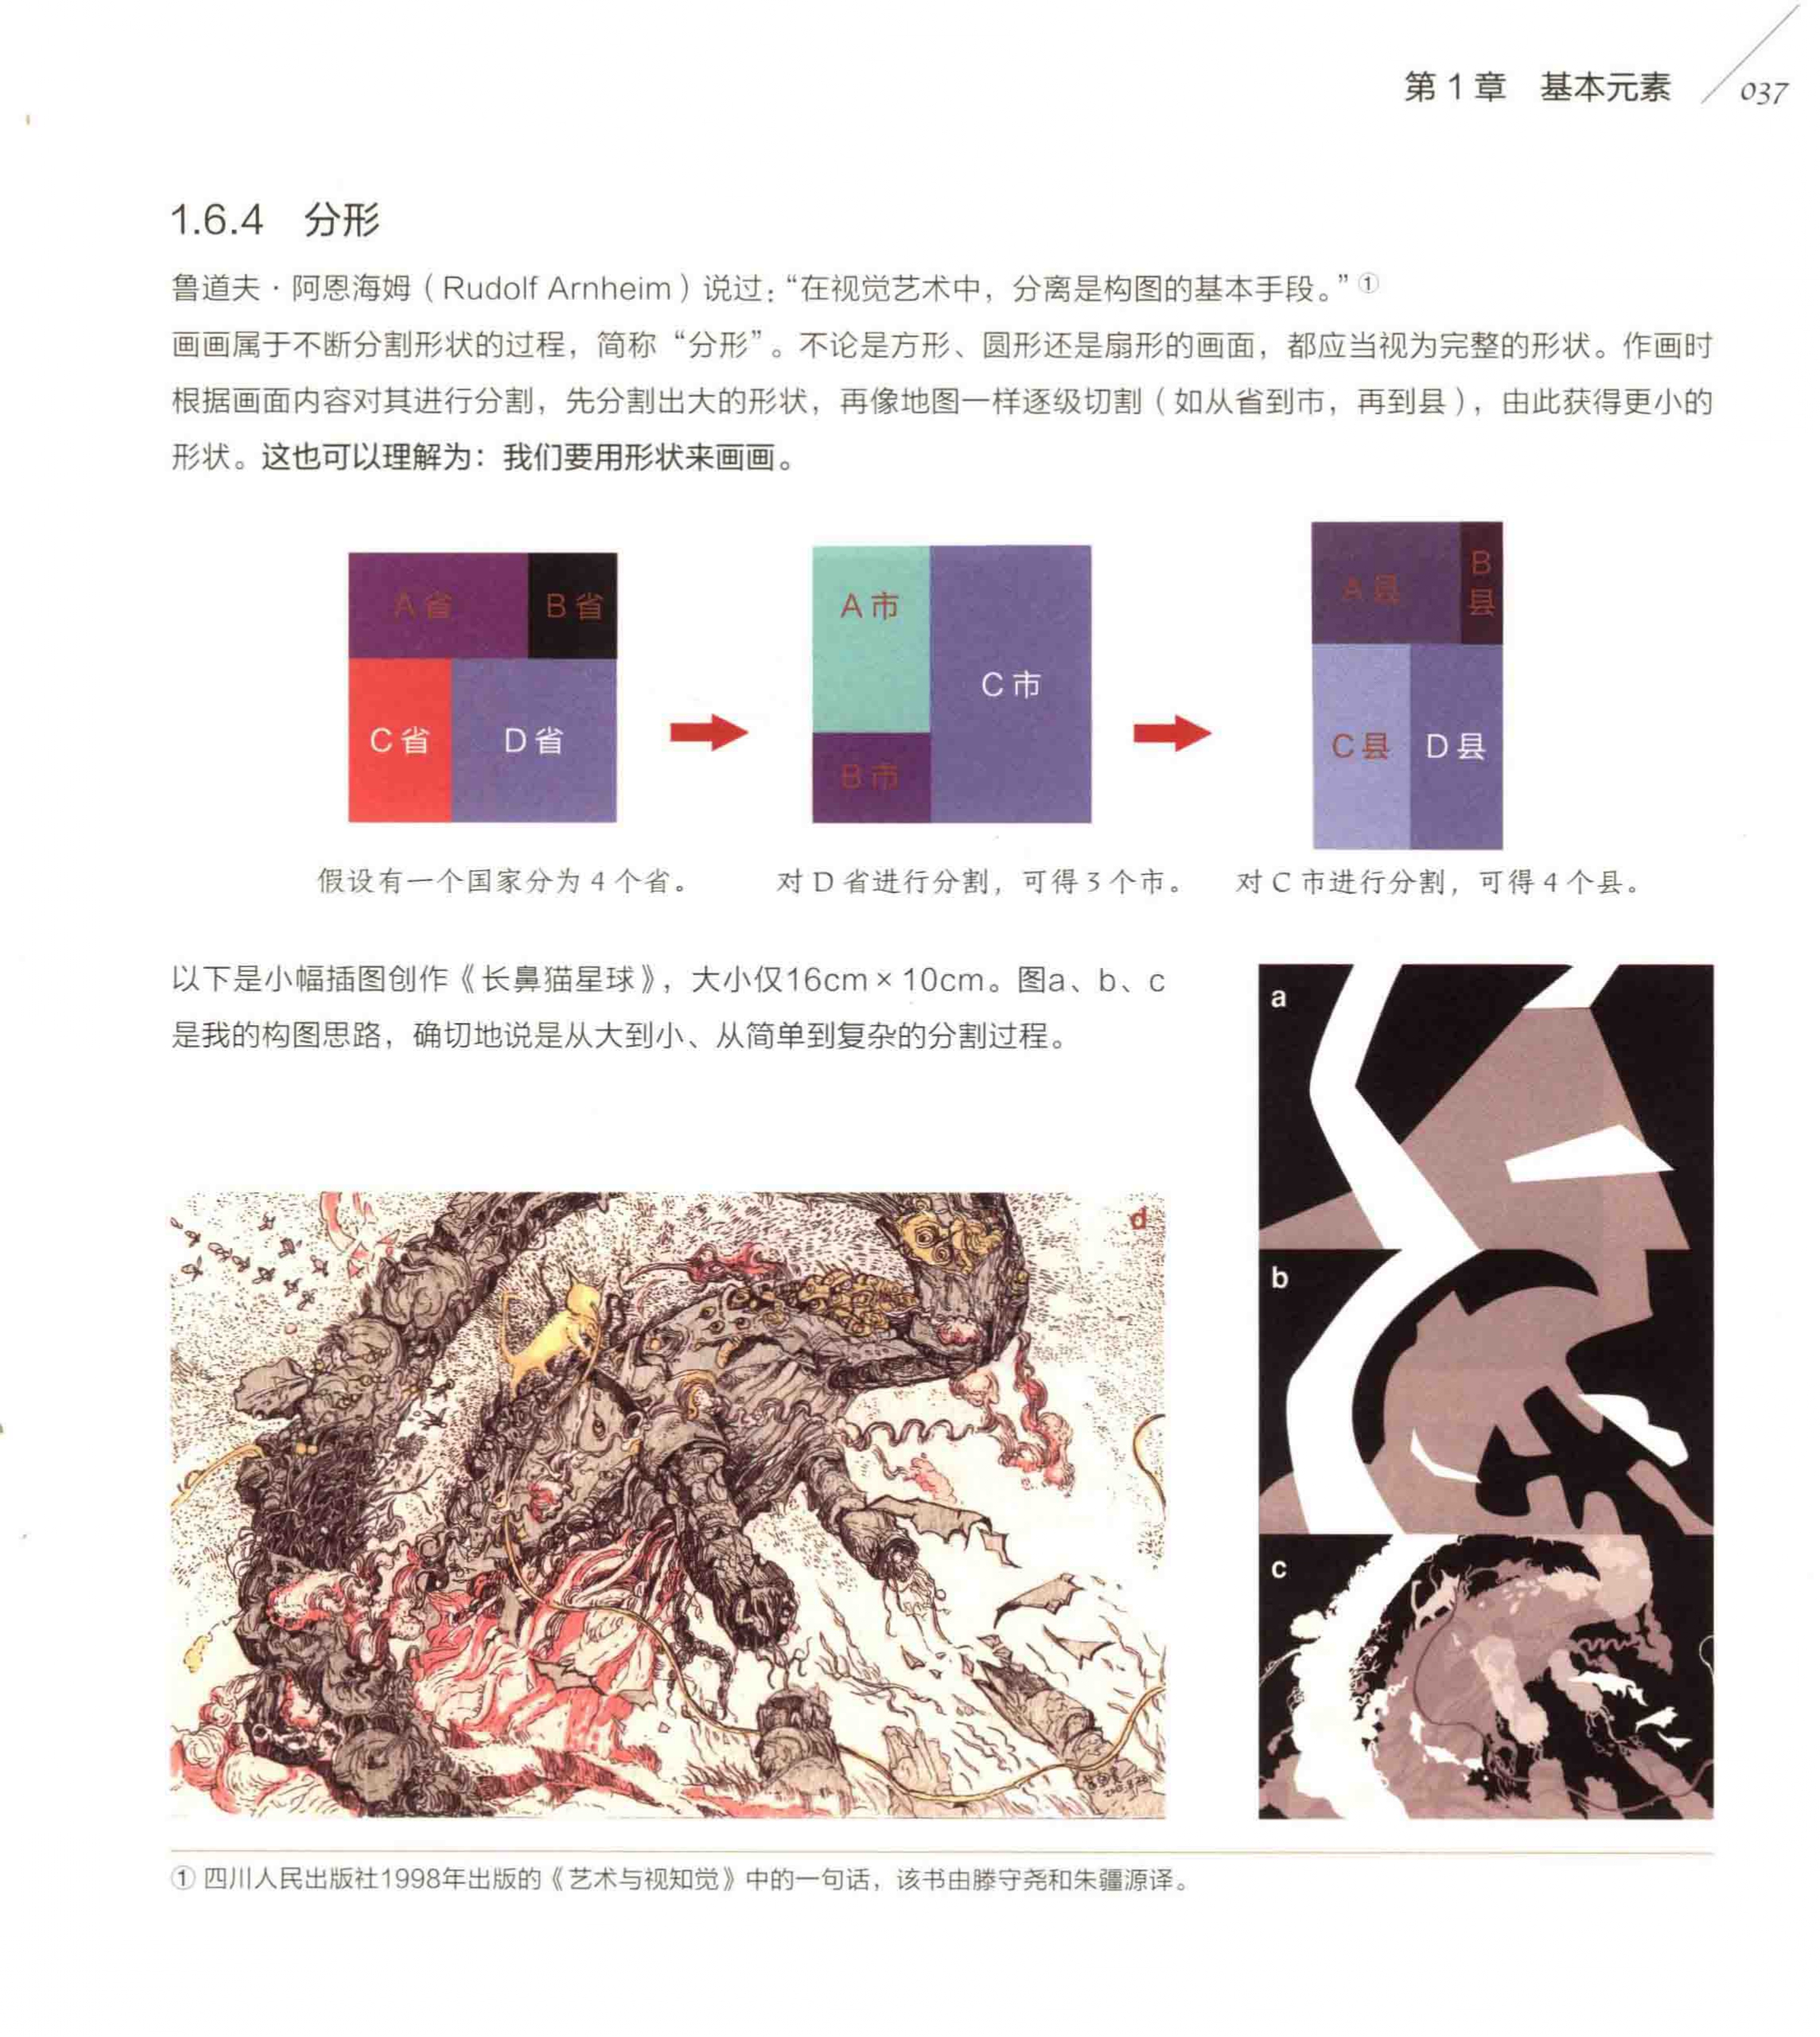 第 1 章　基本元素
037
1.6.4　分形
鲁道夫·阿恩海姆（Rudolf Arnheim）说过：“在视觉艺术中，分离是构图的基本手段。”①
画画属于不断分割形状的过程，简称“分形”。不论是方形、圆形还是扇形的画面，都应当视为完整的形状。作画时
根据画面内容对其进行分割，先分割出大的形状，再像地图一样逐级切割（如从省到市，再到县），由此获得更小的
形状。这也可以理解为：我们要用形状来画画。
A 省
B 省
C 省
D 省
A 市
B 市
C 市
A 县
B
县
C 县
D 县
假设有一个国家分为 4 个省。
对 D 省进行分割，可得 3 个市。
对 C 市进行分割，可得 4 个县。
以下是小幅插图创作《长鼻猫星球》，大小仅16cm × 10cm。图a、b、c
是我的构图思路，确切地说是从大到小、从简单到复杂的分割过程。
a
b
c
d
① 四川人民出版社1998年出版的《艺术与视知觉》中的一句话，该书由滕守尧和朱疆源译。